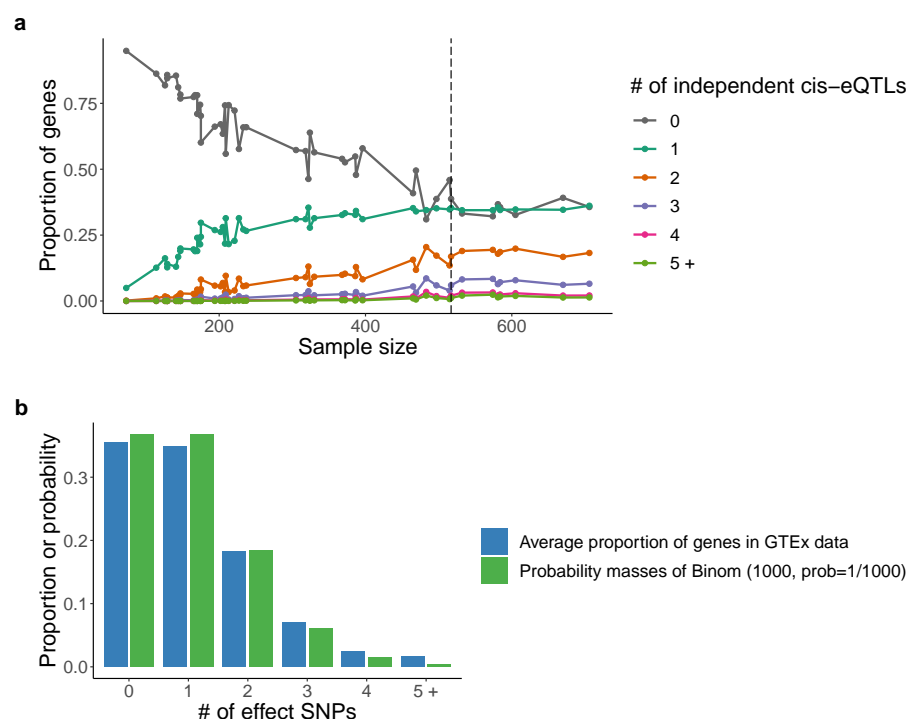 a
Proportion of genes
0.75
0.50
0.25
0.00
200
400
600
Sample size
# of independent cis−eQTLs
0
1
2
3
4
5 +
b
Proportion or probability
0.3
0.2
0.1
0.0
0
1
2
3
4
5 +
# of effect SNPs
Average proportion of genes in GTEx data
Probability masses of Binom (1000, prob=1/1000)